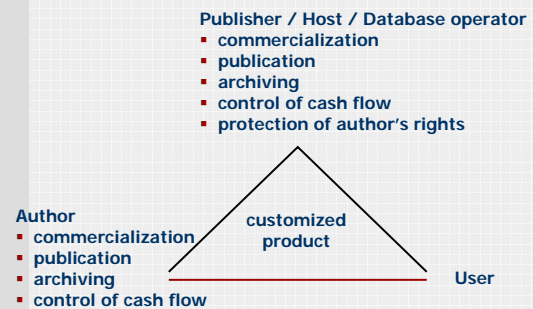 Publisher / Host / Database operator
▪ commercialization
▪ publication
▪ archiving
▪ control of cash flow
▪ protection of author's rights
Author
▪ commercialization
▪ publication
▪ archiving
▪ control of cash flow
customized
product
User